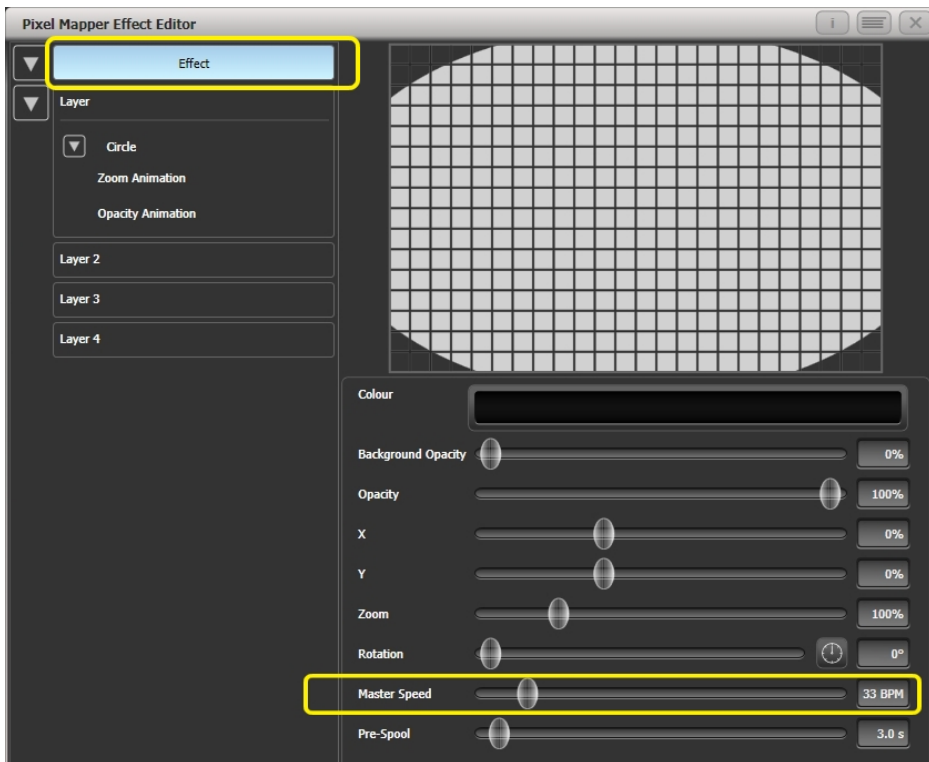 Pixel Mapper Effect Editor
i
Effect
Layer
Circle
Zoom Animation
Opacity Animation
Layer 2
Layer 3
Layer 4
Colour
Background Opacity 0%
Opacity 100%
X 0%
Y 0%
Zoom 100%
Rotation 0°
Master Speed 33 BPM
Pre-Spool 3.0 s